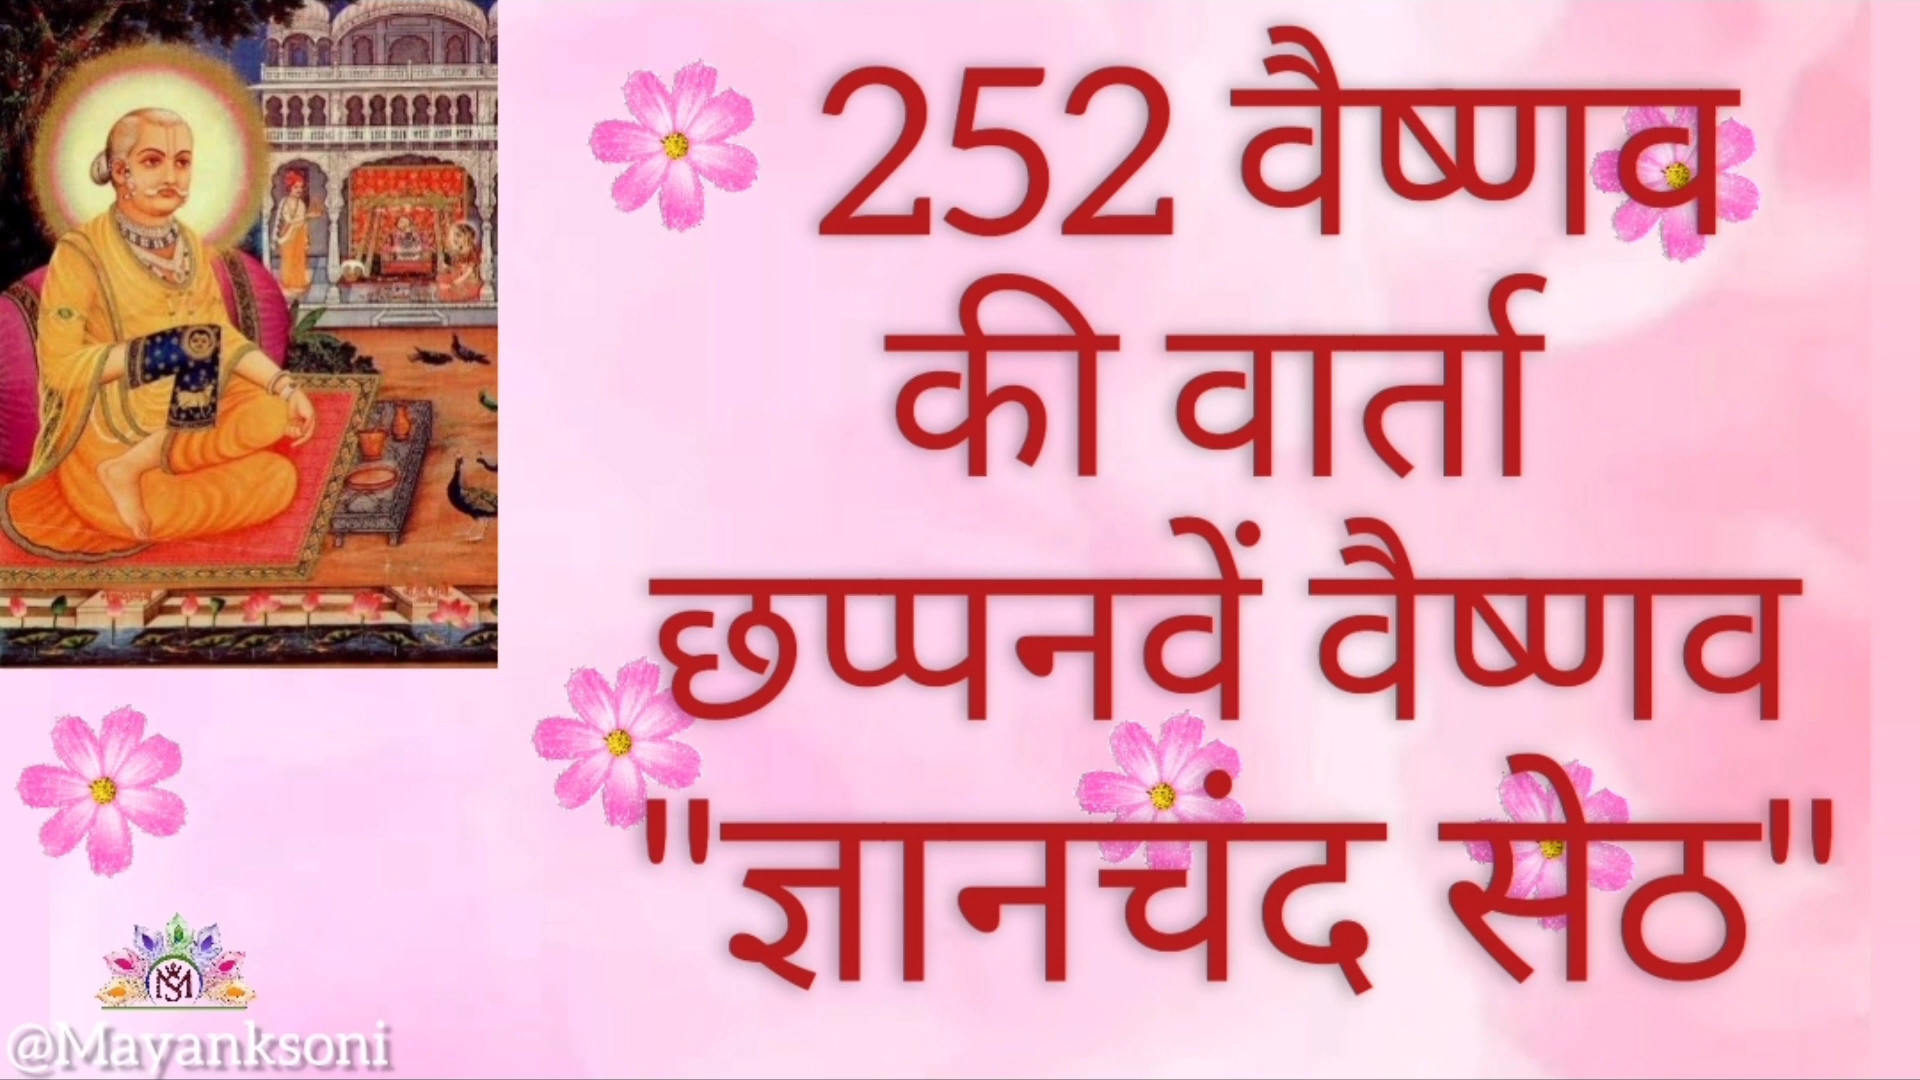 252 वैष्णव
की वार्ता
छप्पनवें वैष्णव
"ज्ञानचंद सेठ"
@Mayanksoni